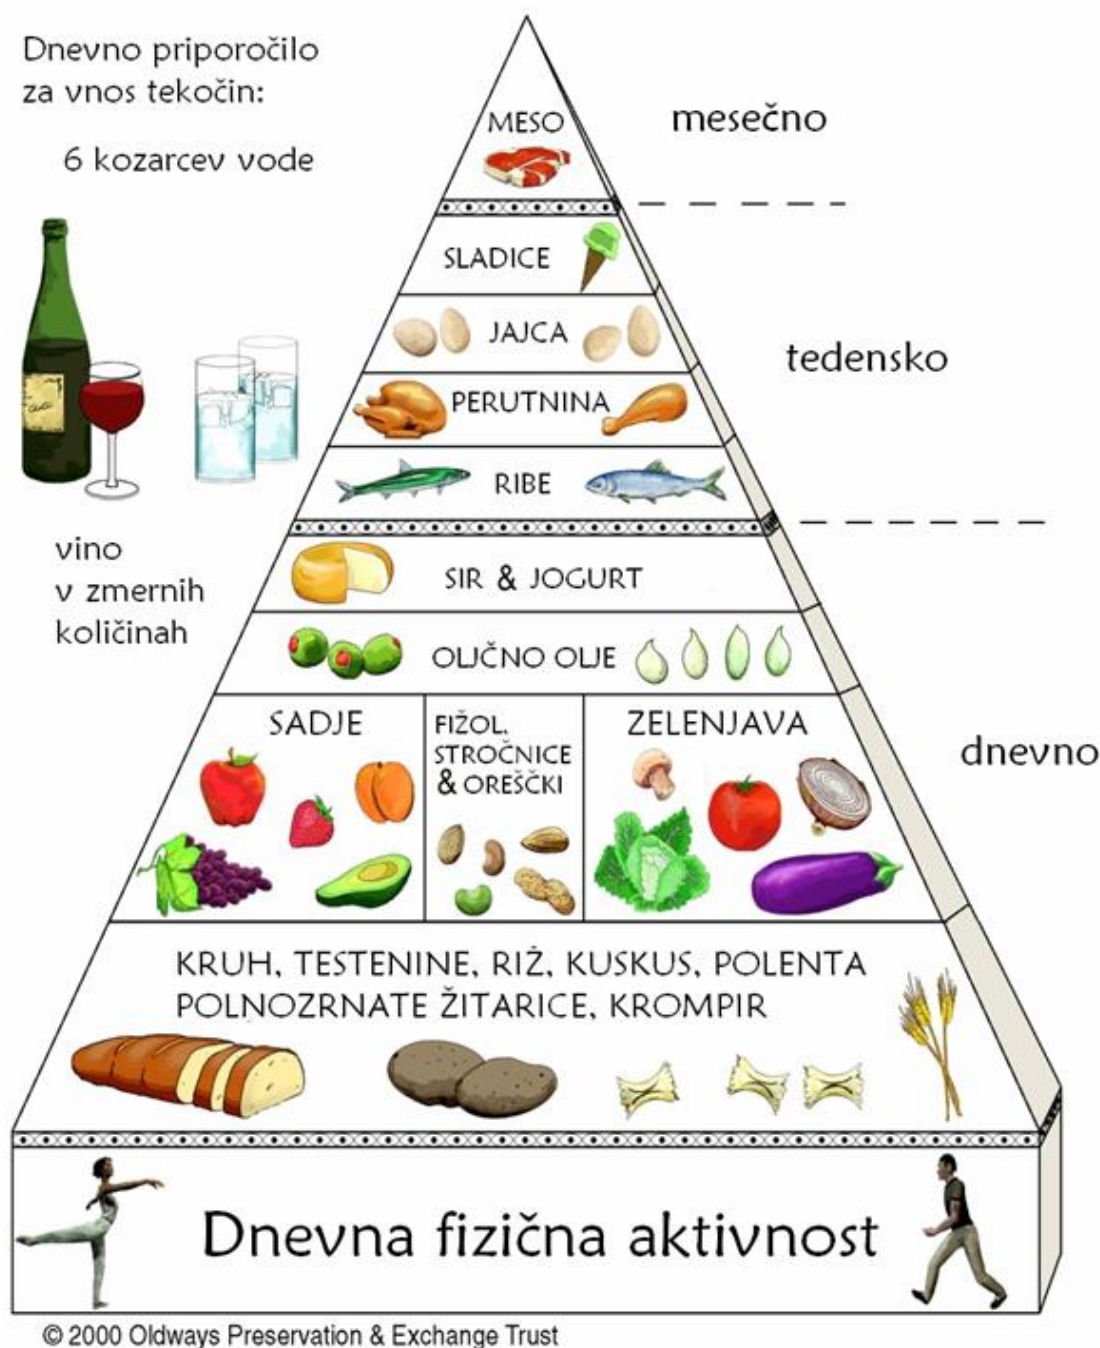 Dnevno priporočilo
za vnos tekočin:
6 kozarcev vode
MESO
mesečno
SLADICE
JAJCA
tedensko
PERUTNINA
RIBE
vino
v zmernih
količinah
SIR & JOGURT
OLJČNO OLJE
SADJE
FIŽOL,
STROČNICE
& OREŠČKI
ZELENJAVA
dnevno
KRUH, TESTENINE, RIŽ, KUSKUS, POLENTA
POLNOZRNATE ŽITARICE, KROMPIR
Dnevna fizična aktivnost
© 2000 Oldways Preservation & Exchange Trust